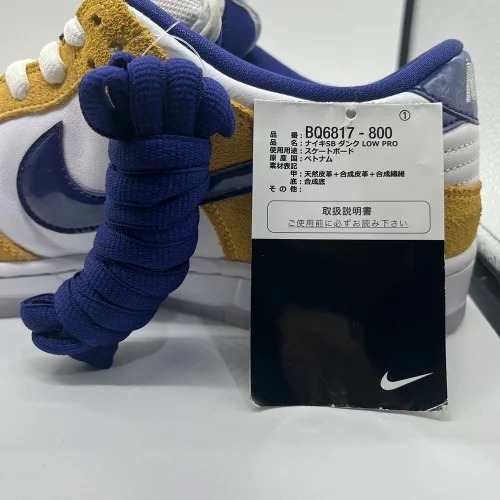 ①
品 番：BQ6817 - 800
品 名：ナイキSB ダンク LOW PRO
使用用途：スケートボード
原 産 国：ベトナム
素材表記
甲：天然皮革＋合成皮革＋合成繊維
底：合成底
そ の 他：
取扱説明書
ご使用前に必ずお読み下さい